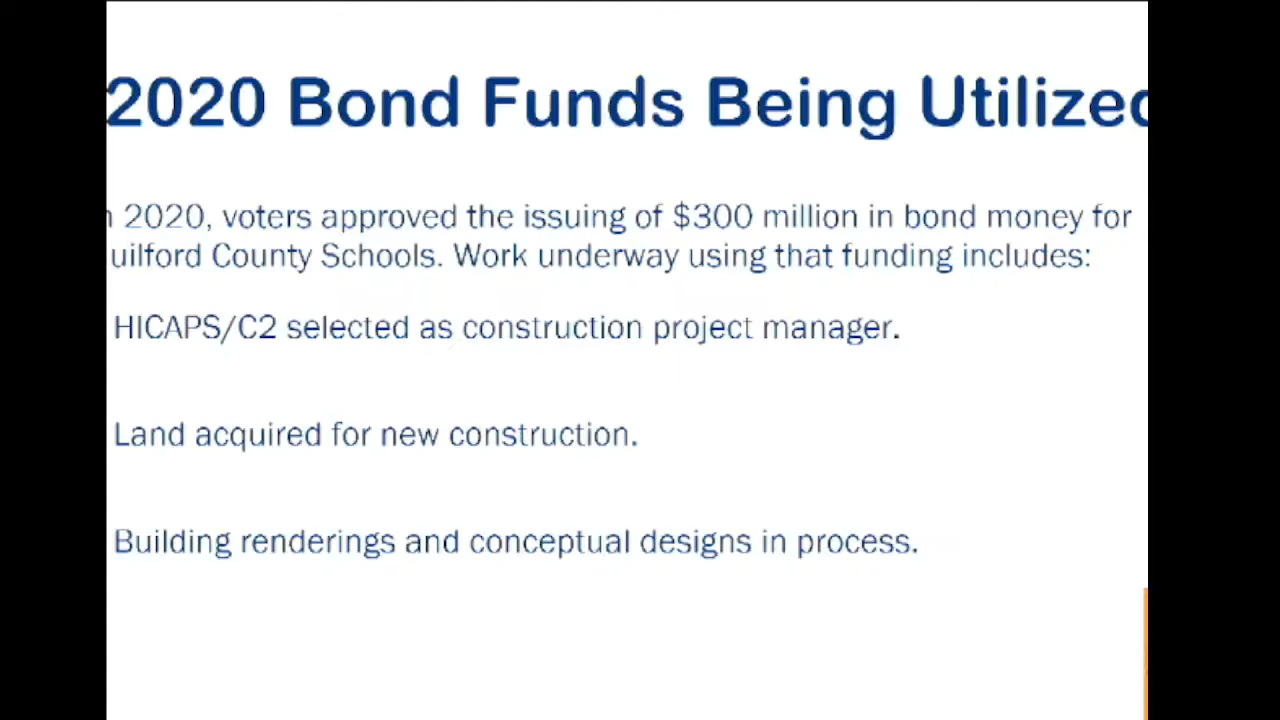 2020 Bond Funds Being Utilized
n 2020, voters approved the issuing of $300 million in bond money for
uilford County Schools. Work underway using that funding includes:
HICAPS/C2 selected as construction project manager.
Land acquired for new construction.
Building renderings and conceptual designs in process.